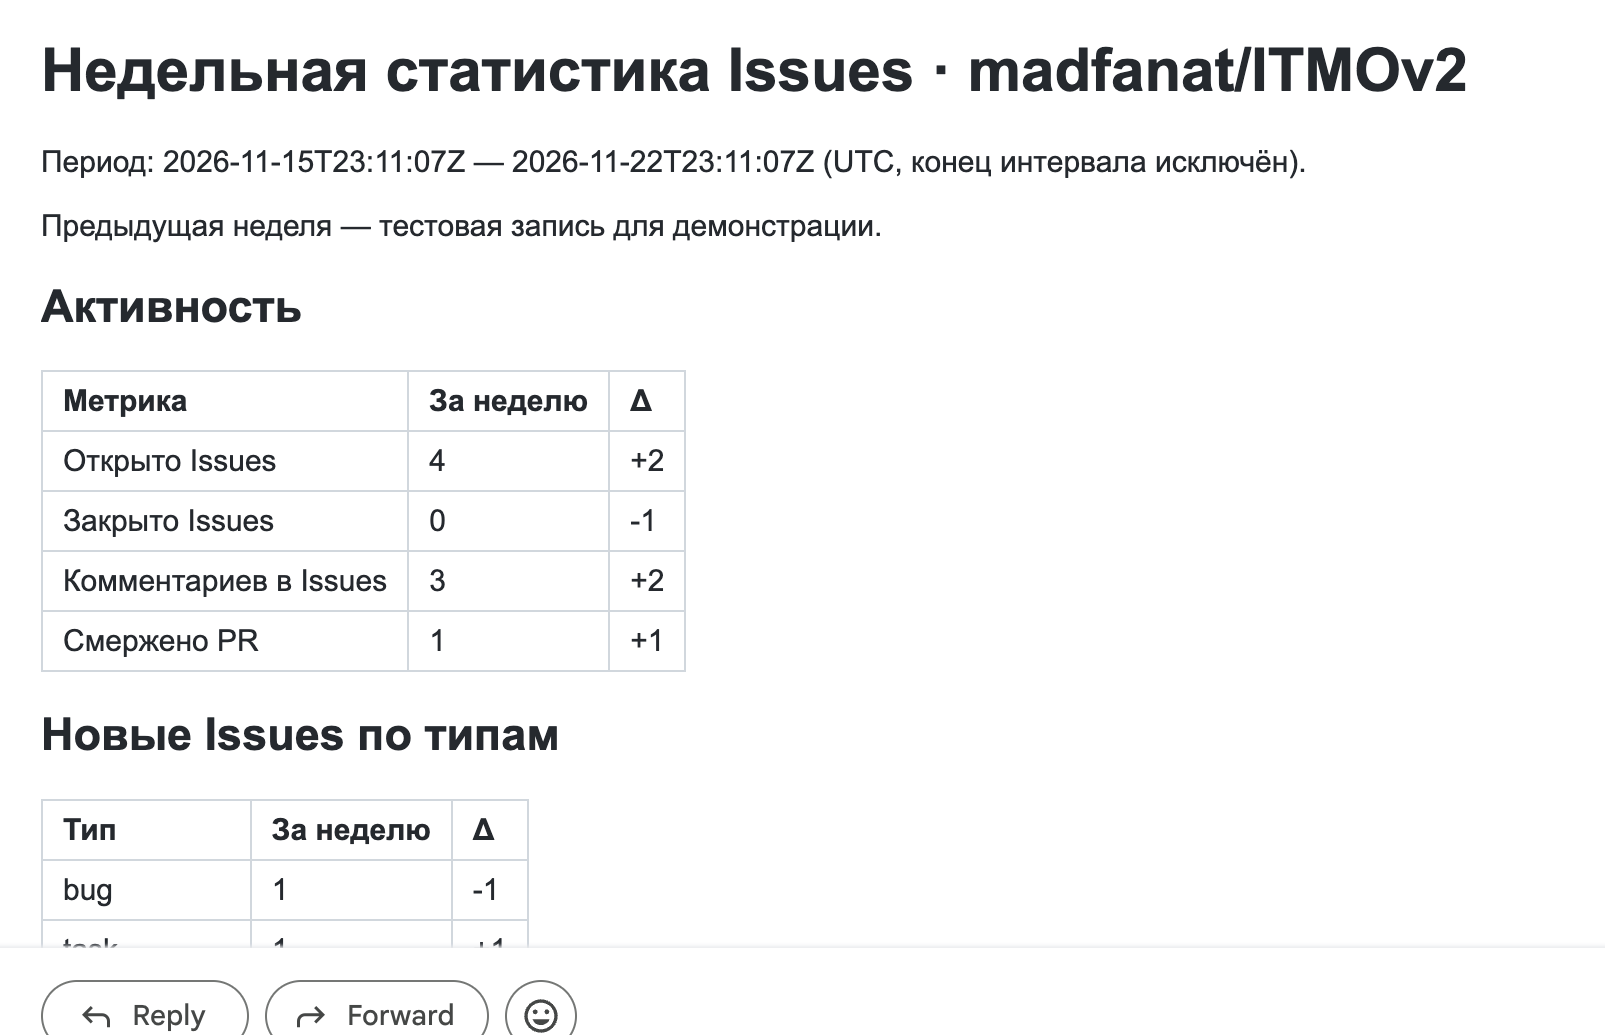 Недельная статистика Issues · madfanat/ITMOv2
Период: 2026-11-15T23:11:07Z — 2026-11-22T23:11:07Z (UTC, конец интервала исключён).
Предыдущая неделя — тестовая запись для демонстрации.
Активность
Метрика За неделю Δ
Открыто Issues 4 +2
Закрыто Issues 0 -1
Комментариев в Issues 3 +2
Смержено PR 1 +1
Новые Issues по типам
Тип За неделю Δ
bug 1 -1
task 1 +1
Reply Forward